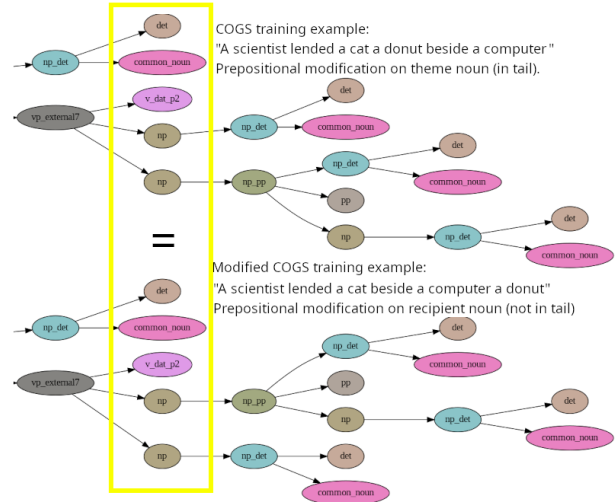 det
COGS training example:
"A scientist lended a cat a donut beside a computer"
np_det
common_noun
Prepositional modification on theme noun (in tail).
v_dat_p2
det
vp_external7
np
np_det
common_noun
det
np_det
np
np_pp
common_noun
pp
det
np
np_det
common_noun
=
Modified COGS training example:
det
"A scientist lended a cat beside a computer a donut"
Prepositional modification on recipient noun (not in tail)
np_det
common_noun
det
np_det
v_dat_p2
common_noun
vp_external7
np
np_pp
pp
det
np
np_det
common_noun
np
np_det
det
common_noun